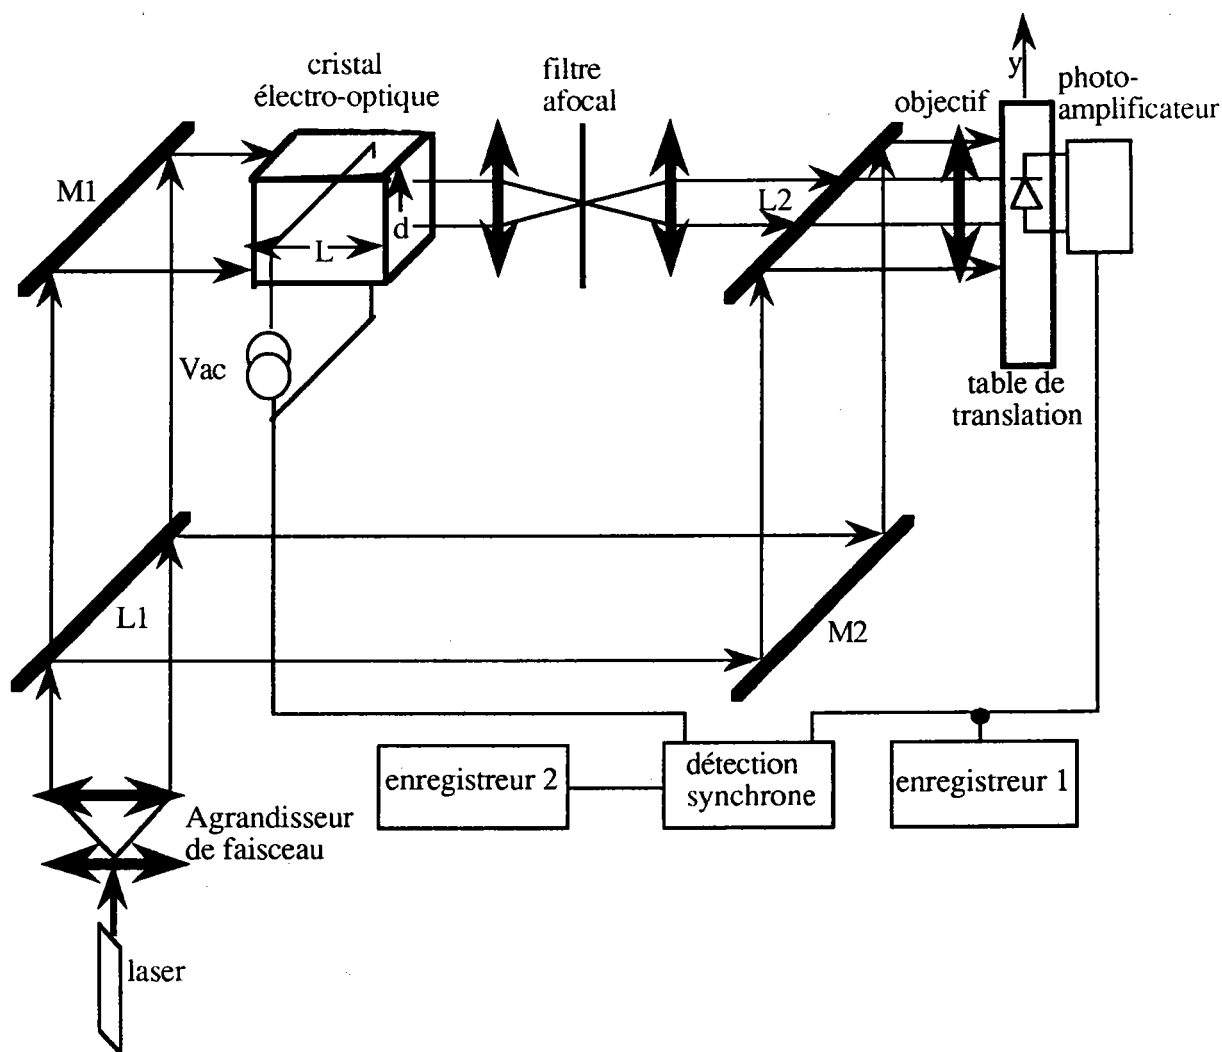 cristal
électro-optique
filtre
afocal
objectif
y
photo-
amplificateur
M1
L2
d
L
Vac
table de
translation
L1
M2
enregistreur 2
détection
synchrone
enregistreur 1
Agrandisseur
de faisceau
laser